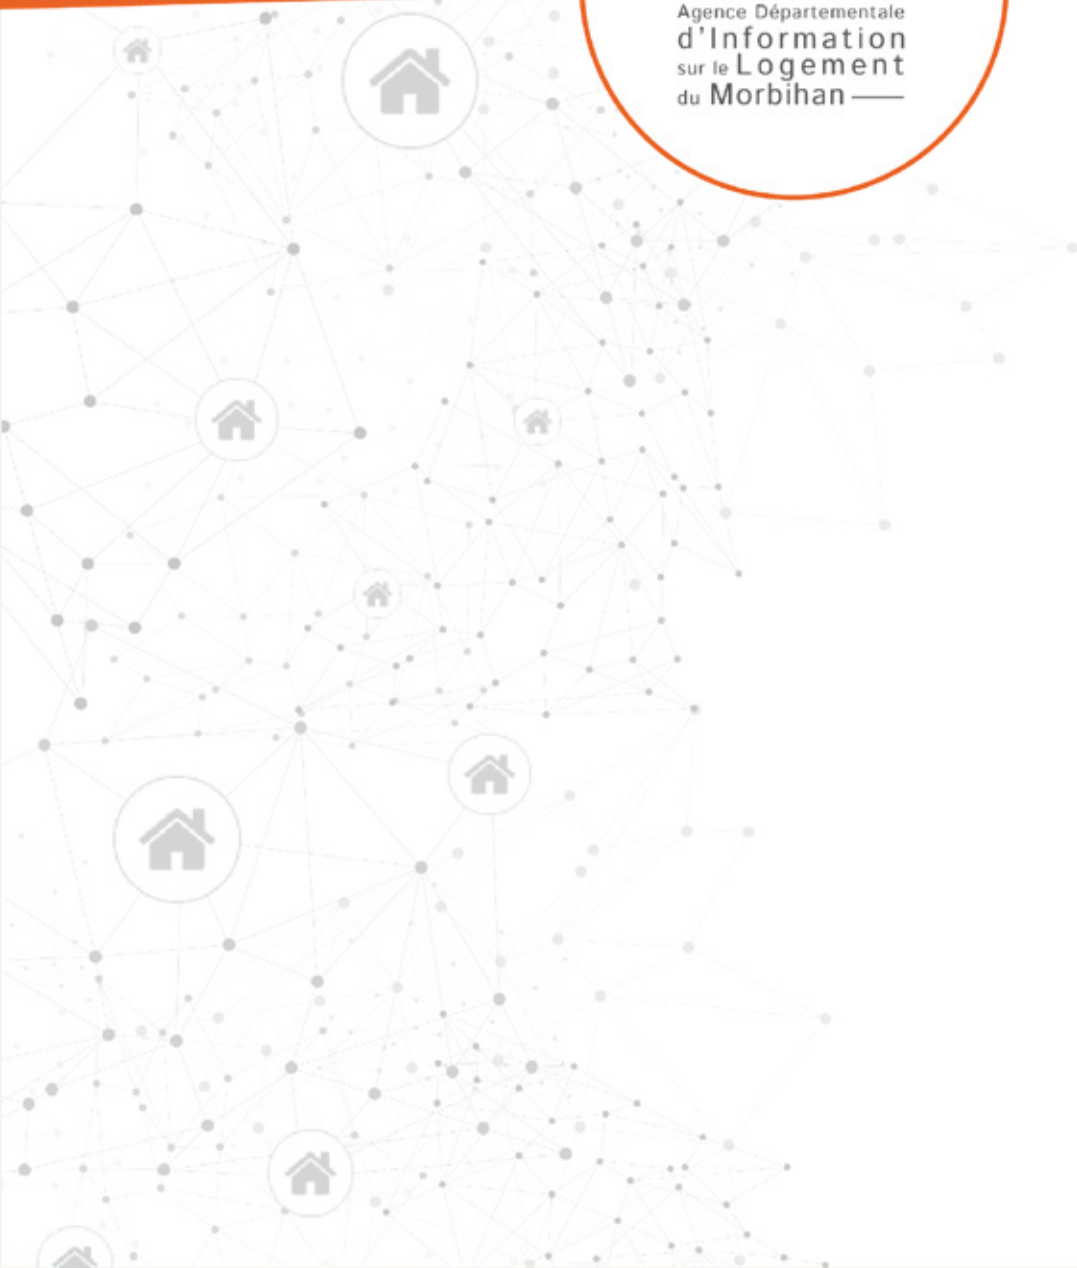 Agence Départementale
d'Information
sur le Logement
du Morbihan